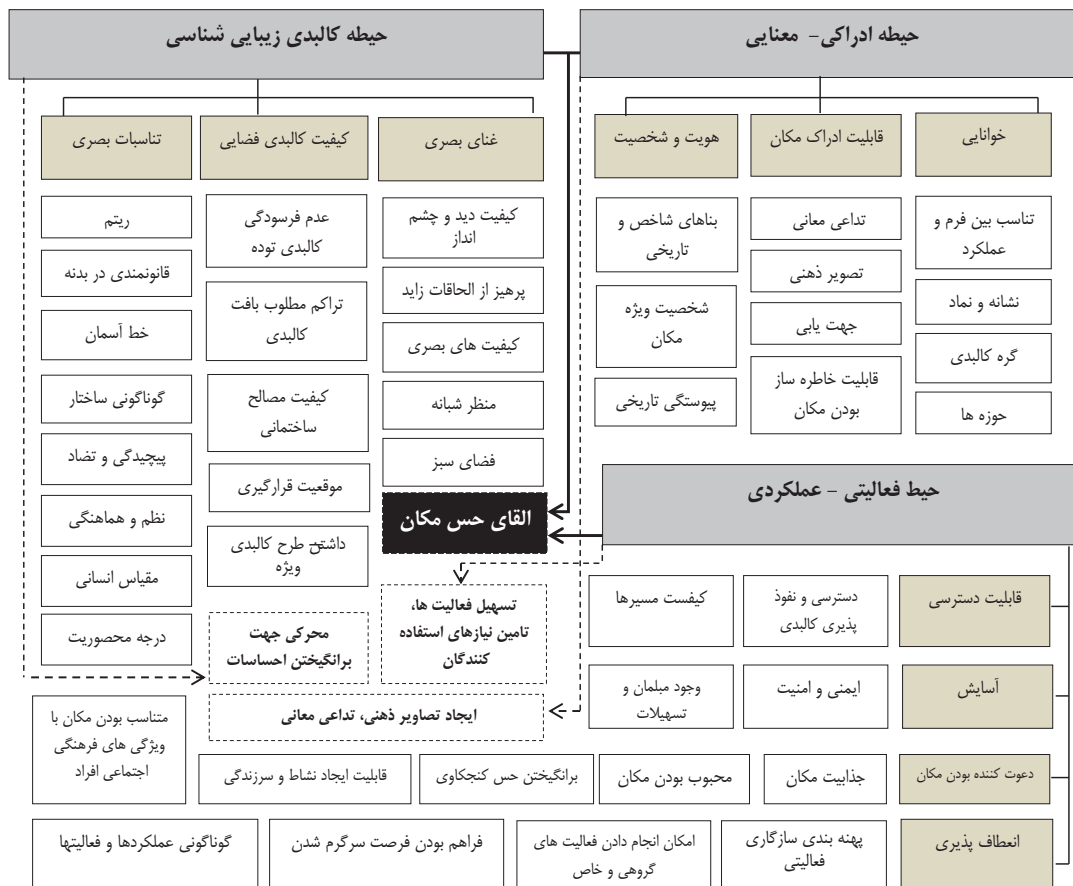 حیطه ادراکی- معنایی
خوانایی
تناسب بین فرم و
عملکرد
نشانه و نماد
گره کالبدی
حوزه ها
قابلیت ادراک مکان
تداعی معانی
تصویر ذهنی
جهت یابی
قابلیت خاطره ساز
بودن مکان
هویت و شخصیت
بناهای شاخص و
تاریخی
شخصیت ویژه
مکان
پیوستگی تاریخی
حیطه کالبدی زیبایی شناسی
غنای بصری
کیفیت دید و چشم
انداز
پرهیز از الحاقات زاید
کیفیت های بصری
منظر شبانه
فضای سبز
کیفیت کالبدی فضایی
عدم فرسودگی
کالبدی توده
تراکم مطلوب بافت
کالبدی
کیفیت مصالح
ساختمانی
موقعیت قرارگیری
داشتن طرح کالبدی
ویژه
تناسبات بصری
ریتم
قانونمندی در بدنه
خط آسمان
گوناگونی ساختار
پیچیدگی و تضاد
نظم و هماهنگی
مقیاس انسانی
درجه محصوریت
القای حس مکان
حیط فعالیتی - عملکردی
قابلیت دسترسی
دسترسی و نفوذ
پذیری کالبدی
کیفست مسیرها
تسهیل فعالیت ها،
تامین نیازهای استفاده
کنندگان
محرکی جهت
برانگیختن احساسات
آسایش
ایمنی و امنیت
وجود مبلمان و
تسهیلات
ایجاد تصاویر ذهنی، تداعی معانی
دعوت کننده بودن مکان
جذابیت مکان
محبوب بودن مکان
برانگیختن حس کنجکاوی
قابلیت ایجاد نشاط و سرزندگی
متناسب بودن مکان با
ویژگی های فرهنگی
اجتماعی افراد
انعطاف پذیری
پهنه بندی سازگاری
فعالیتی
امکان انجام دادن فعالیت های
گروهی و خاص
فراهم بودن فرصت سرگرم شدن
گوناگونی عملکردها و فعالیتها